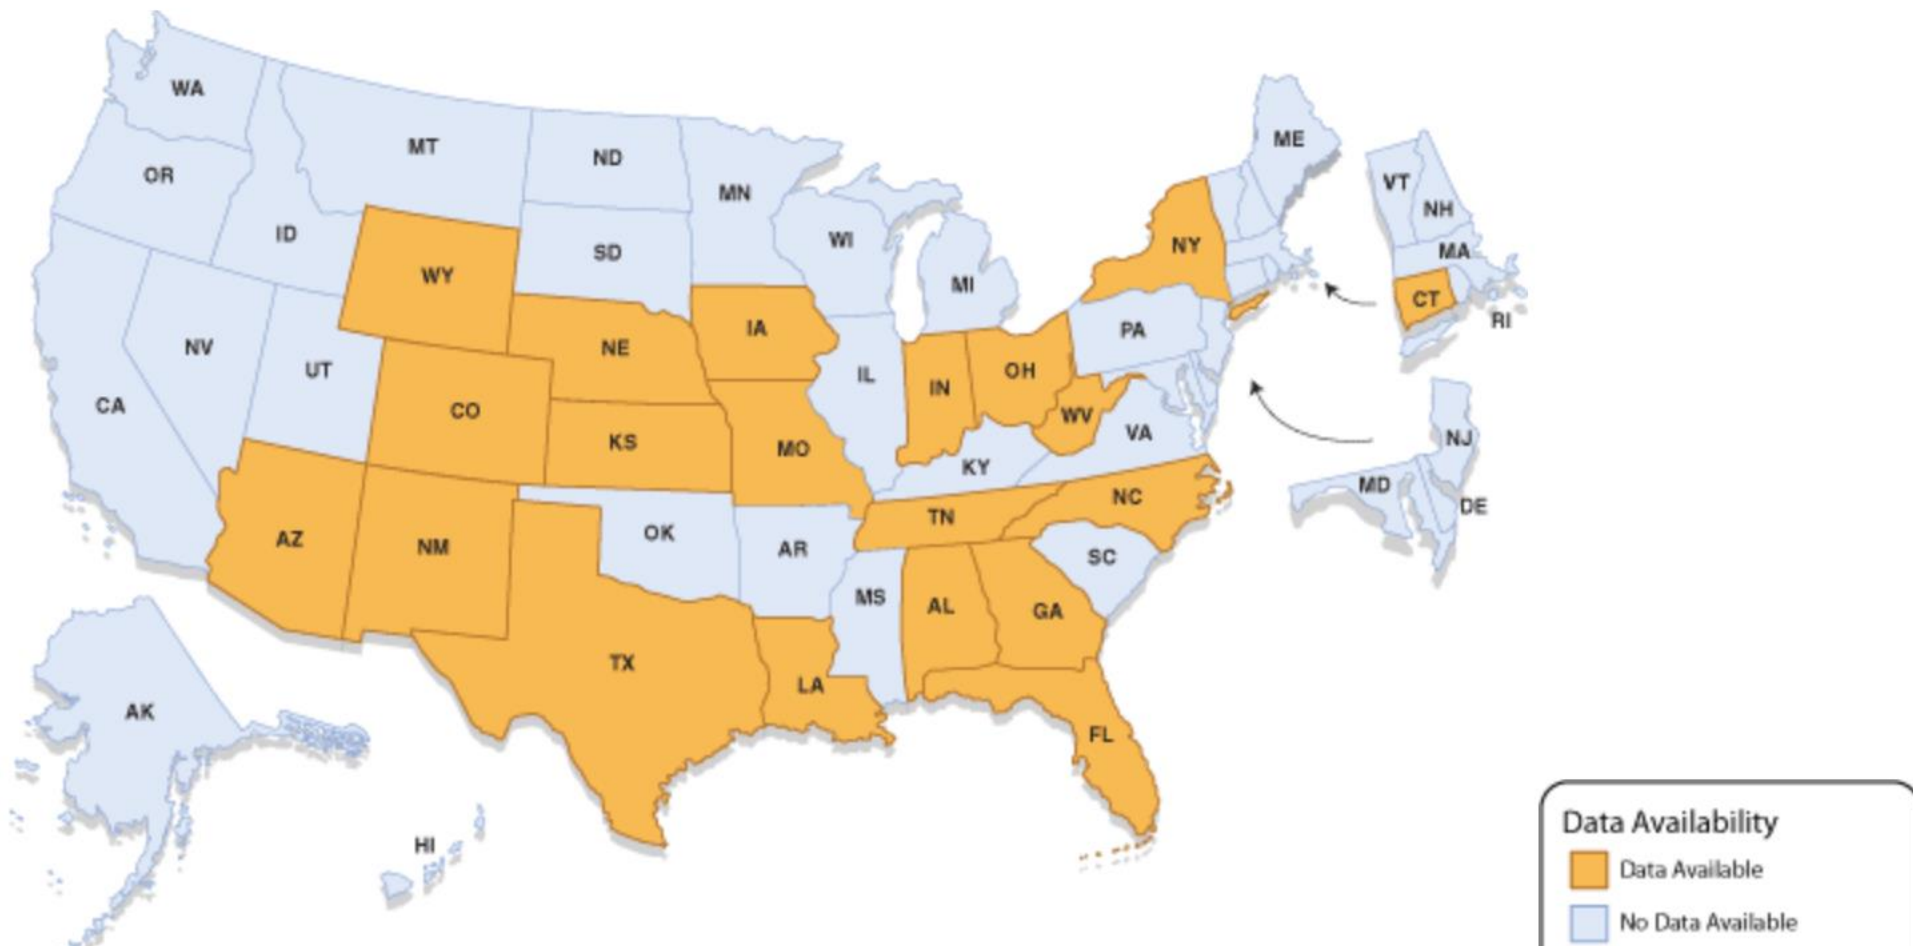 WA
MT
ND
MN
OR
ID
SD
WI
MI
ME
VT
NH
MA
NY
CT
RI
WY
NE
IA
PA
NV
UT
IL
IN
OH
CA
CO
KS
MO
WV
VA
NJ
KY
MD
DE
AZ
NM
OK
AR
TN
NC
SC
MS
AL
GA
TX
LA
FL
AK
HI
Data Availability
Data Available
No Data Available